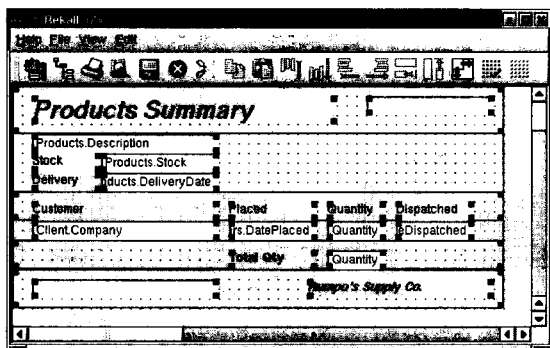 Rekall
Help File View Edit
Products Summary
Products.Description
Stock Products.Stock
Delivery ducts.DeliveryDate
Customer Placed Quantity Dispatched
Client.Company rs.DatePlaced Quantity eDispatched
Total Qty Quantity
Supply Co.